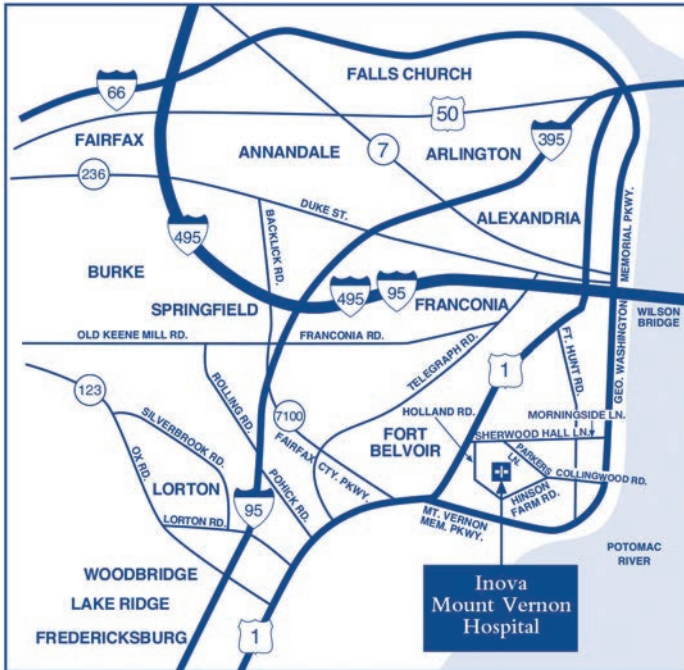 FALLS CHURCH
66
50
FAIRFAX
ANNANDALE
7
ARLINGTON
395
236
DUKE ST.
BACKLICK RD.
ALEXANDRIA
GEO. WASHINGTON MEMORIAL PKWY.
495
BURKE
495
95
SPRINGFIELD
FRANCONIA
WILSON
BRIDGE
OLD KEENE MILL RD.
FRANCONIA RD.
TELEGRAPH RD.
FT. HUNT RD.
1
123
ROLLING RD.
7100
HOLLAND RD.
MORNINGSIDE LN.
SILVERBROOK RD.
FORT
BELVOIR
SHERWOOD HALL LN.
PARKERS
LN.
OX RD.
FAIRFAX CTY. PKWY.
COLLINGWOOD RD.
LORTON
POHICK RD.
HINSON
FARM RD.
95
LORTON RD.
MT. VERNON
MEM. PKWY.
POTOMAC
RIVER
WOODBRIDGE
LAKE RIDGE
FREDERICKSBURG
1
Inova
Mount Vernon
Hospital